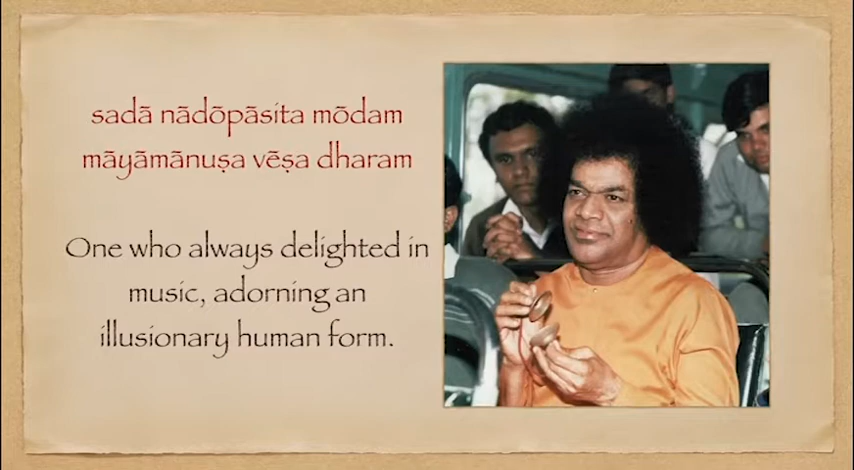 sadā nādōpāsita mōdam
māyāmānuṣa vēṣa dharam
One who always delighted in
music, adorning an
illusionary human form.